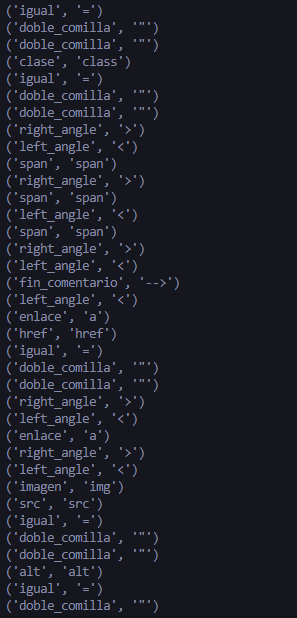 ('igual', '=')
('doble_comilla', '"')
('doble_comilla', '"')
('clase', 'class')
('igual', '=')
('doble_comilla', '"')
('doble_comilla', '"')
('right_angle', '>')
('left_angle', '<')
('span', 'span')
('right_angle', '>')
('span', 'span')
('left_angle', '<')
('span', 'span')
('right_angle', '>')
('left_angle', '<')
('fin_comentario', '-->')
('left_angle', '<')
('enlace', 'a')
('href', 'href')
('igual', '=')
('doble_comilla', '"')
('doble_comilla', '"')
('right_angle', '>')
('left_angle', '<')
('enlace', 'a')
('right_angle', '>')
('left_angle', '<')
('imagen', 'img')
('src', 'src')
('igual', '=')
('doble_comilla', '"')
('doble_comilla', '"')
('alt', 'alt')
('igual', '=')
('doble_comilla', '"')